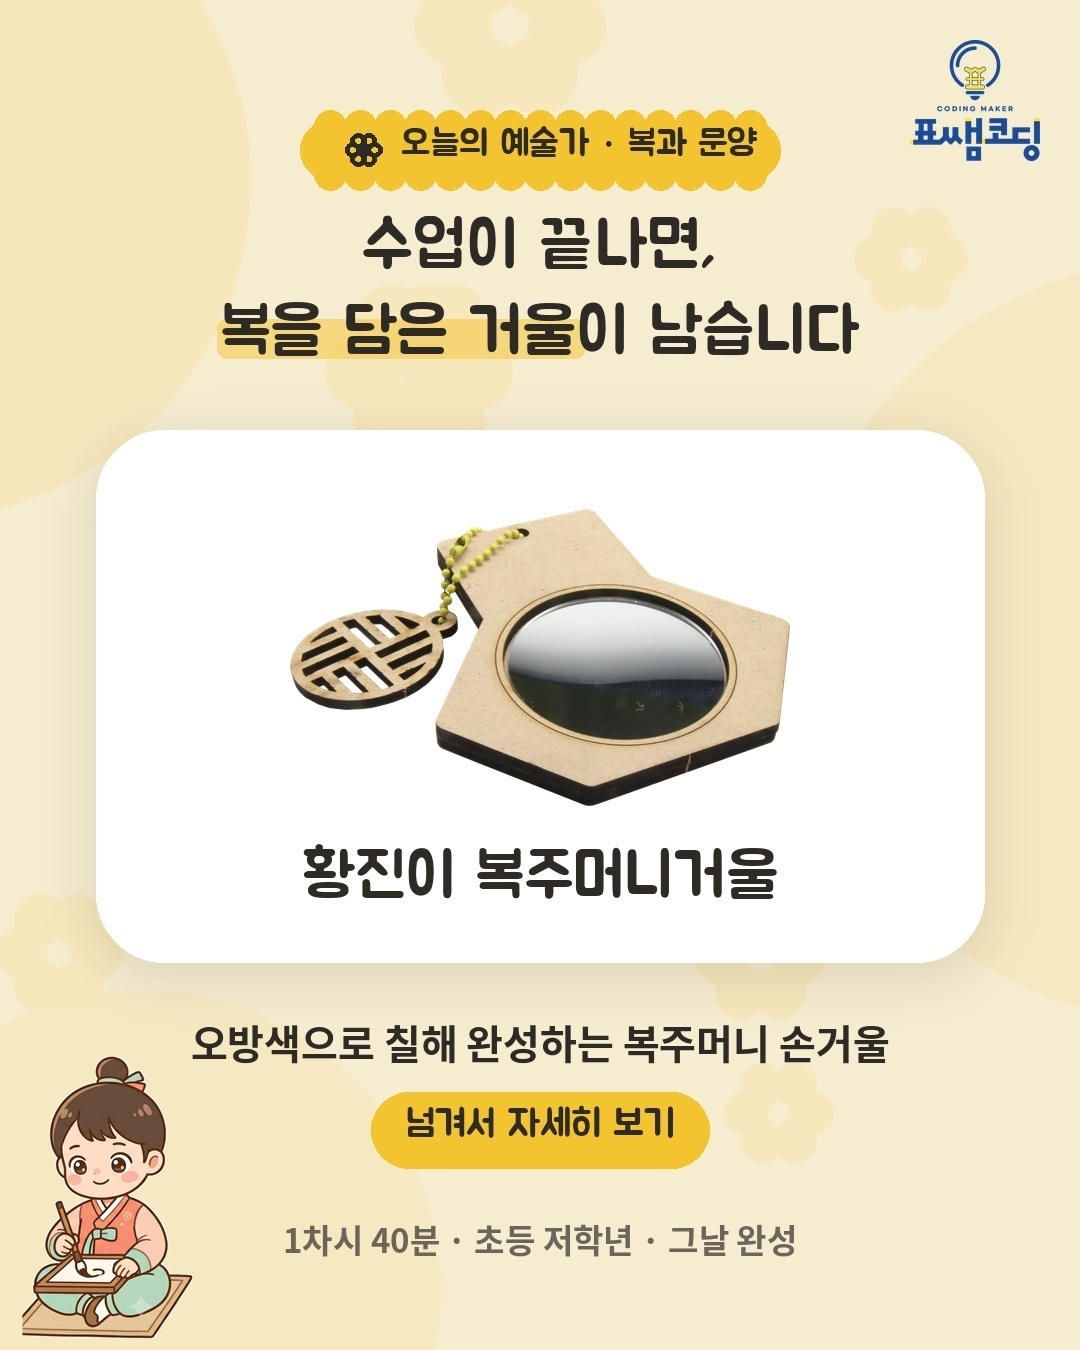 CODING MAKER
표쌤코딩
오늘의 예술가 · 복과 문양
수업이 끝나면,
복을 담은 거울이 남습니다
황진이 복주머니거울
오방색으로 칠해 완성하는 복주머니 손거울
넘겨서 자세히 보기
1차시 40분 · 초등 저학년 · 그날 완성